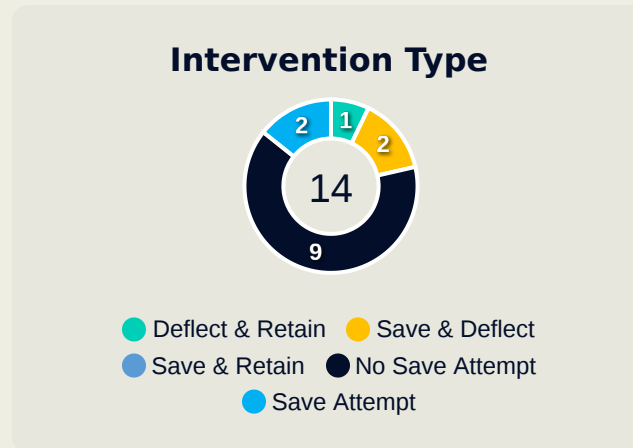 Intervention Type
2
1
2
14
9
Deflect & Retain
Save & Deflect
Save & Retain
No Save Attempt
Save Attempt